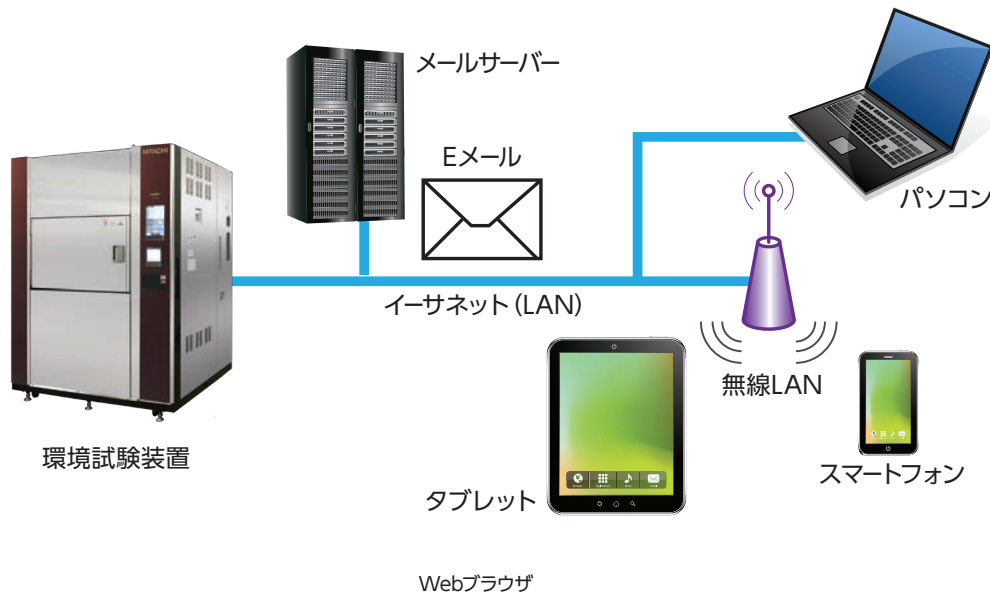 メールサーバー
Eメール
HITACHI
パソコン
イーサネット（LAN）
無線LAN
環境試験装置
スマートフォン
タブレット
Webブラウザ